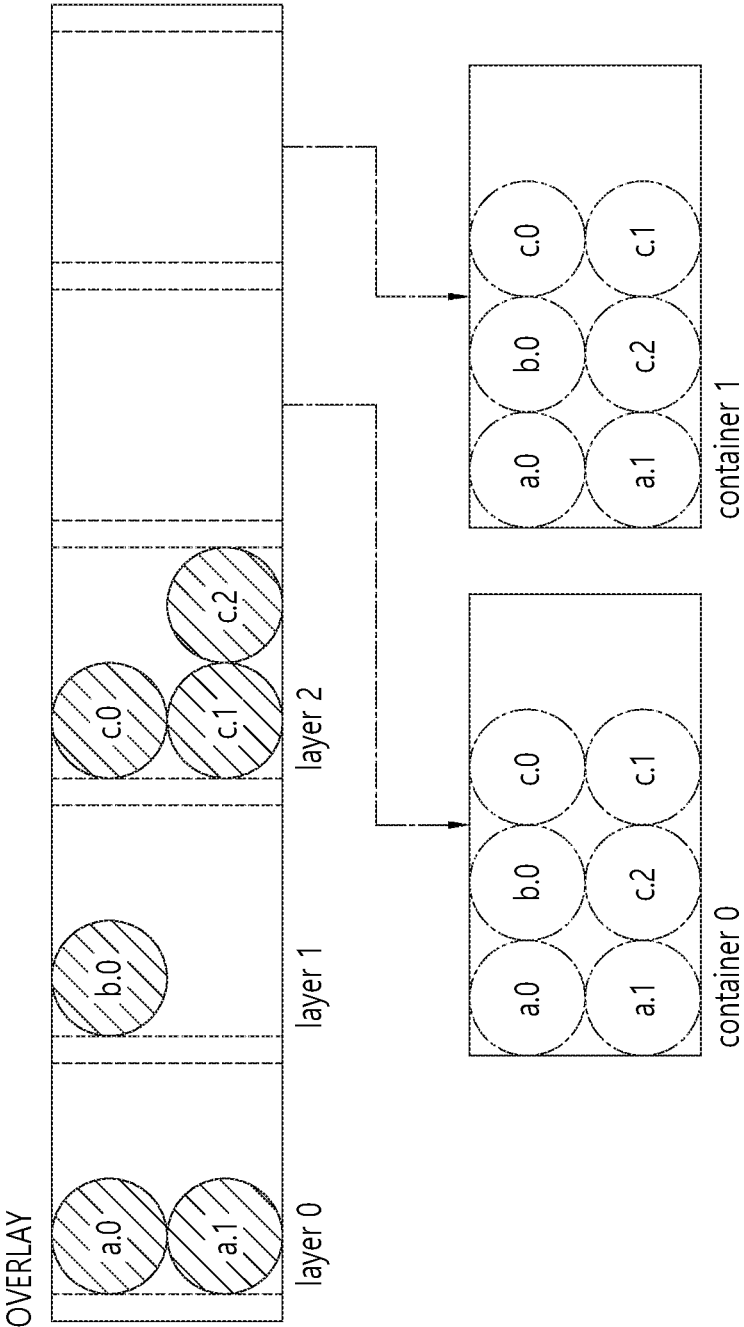 OVERLAY
a.0 b.0 c.0
a.1 c.1 c.2
layer 0 layer 1 layer 2
a.0 b.0 c.0 a.0 b.0 c.0
a.1 c.2 c.1 a.1 c.2 c.1
container 0 container 1